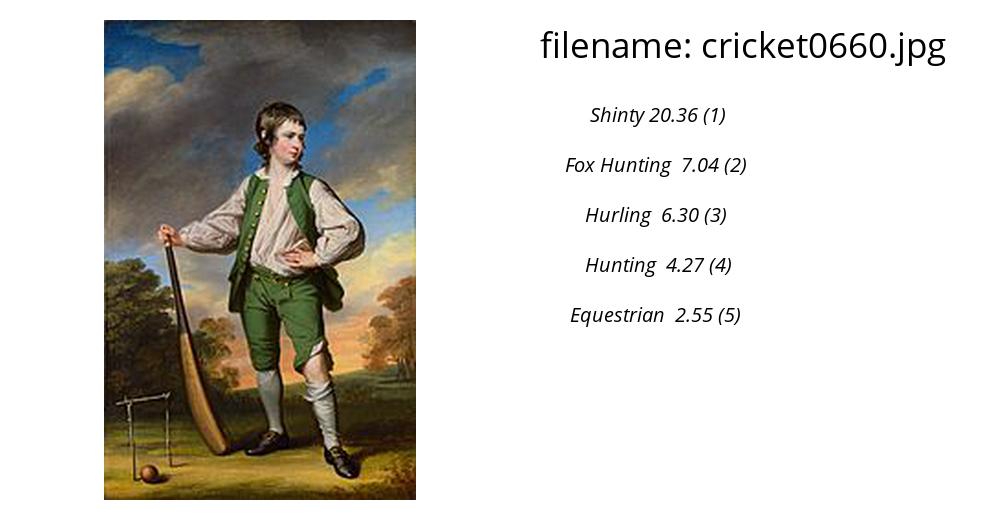 filename: cricket0660.jpg
Shinty 20.36 (1)
Fox Hunting 7.04 (2)
Hurling 6.30 (3)
Hunting 4.27 (4)
Equestrian 2.55 (5)